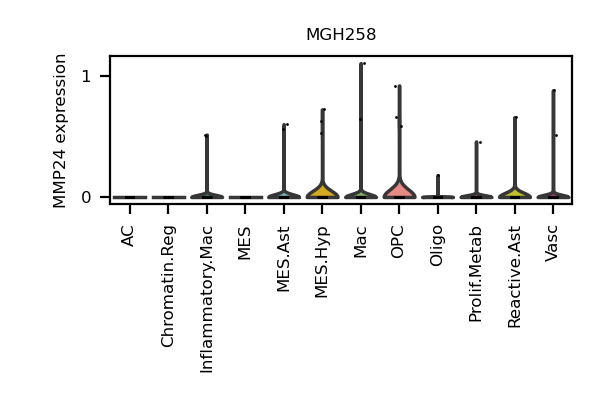 MGH258
MMP24 expression
1
0
AC
Chromatin.Reg
Inflammatory.Mac
MES
MES.Ast
MES.Hyp
Mac
OPC
Oligo
Prolif.Metab
Reactive.Ast
Vasc